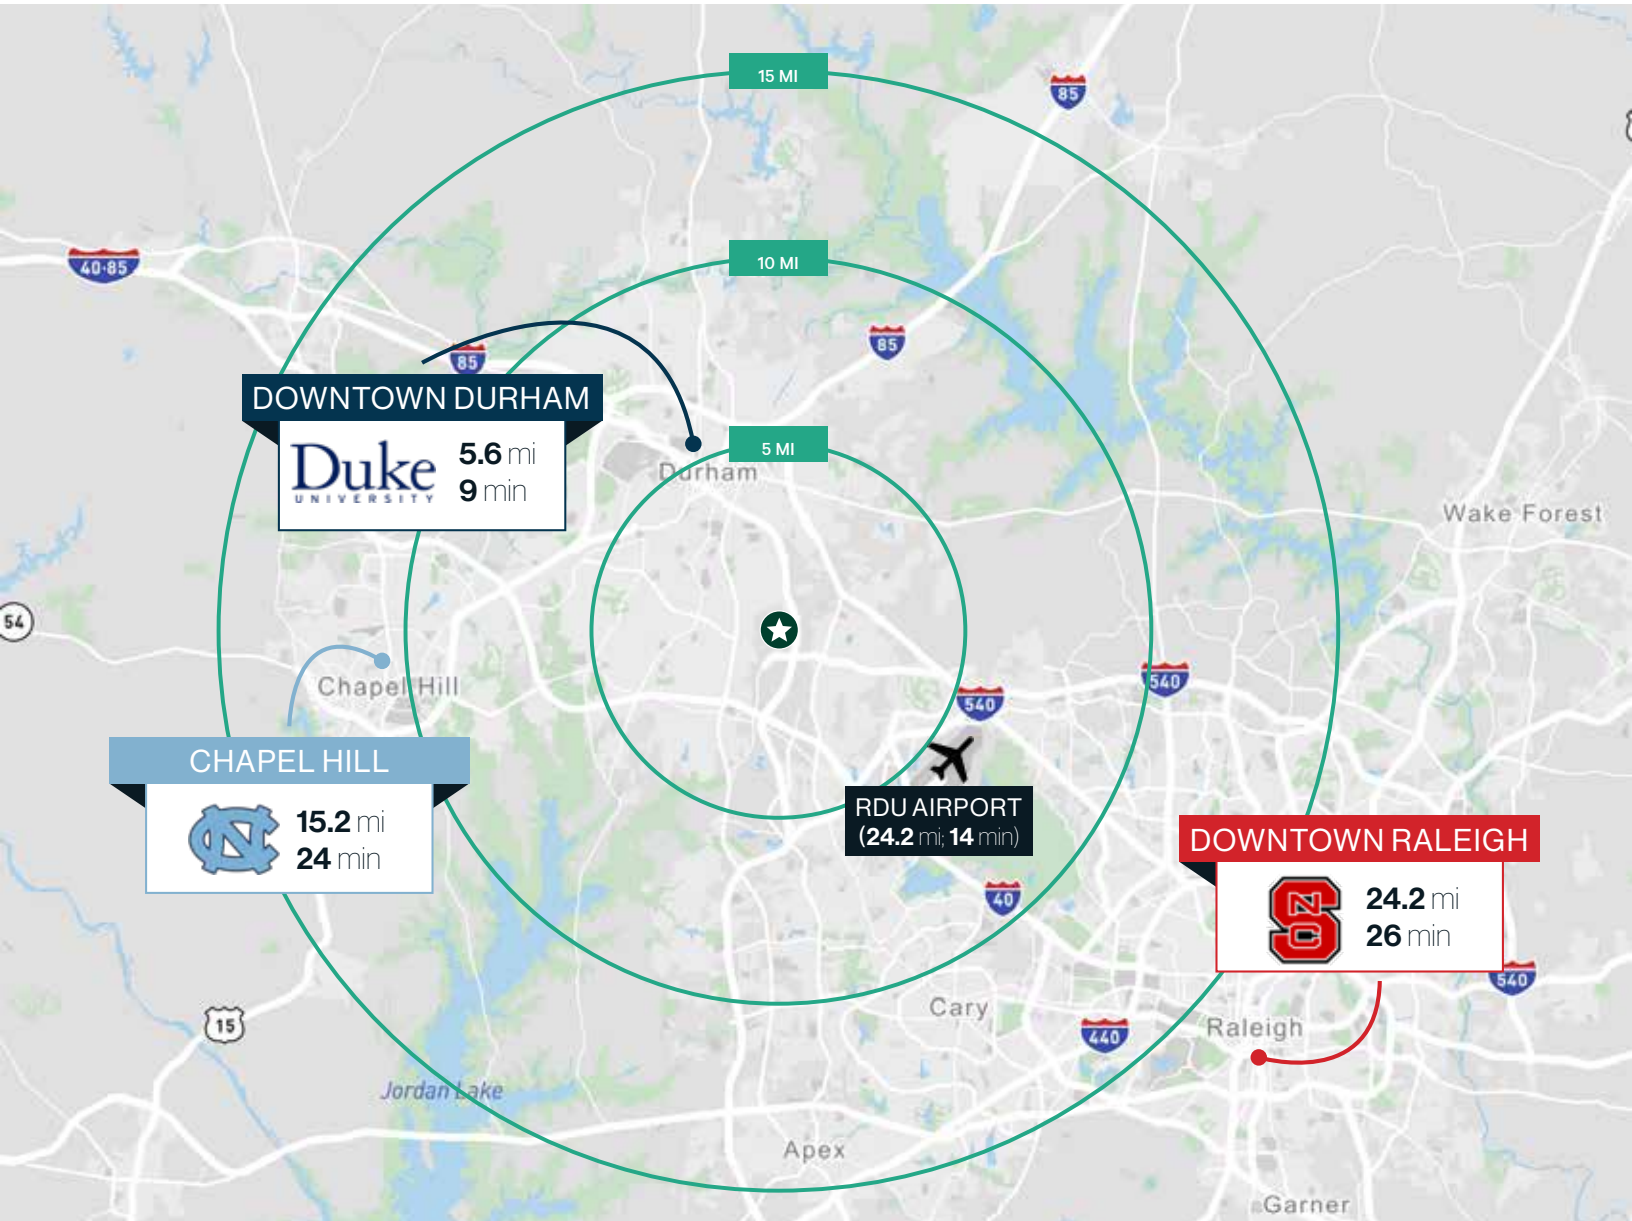 15 MI
85
10 MI
40·85
85
85
DOWNTOWN DURHAM
Duke
UNIVERSITY
5.6 mi
9 min
5 MI
Durham
Wake Forest
54
Chapel Hill
540
540
CHAPEL HILL
NC
15.2 mi
24 min
RDU AIRPORT
(24.2 mi; 14 min)
DOWNTOWN RALEIGH
NCS
24.2 mi
26 min
40
540
15
Cary
440
Raleigh
Jordan Lake
Apex
Garner